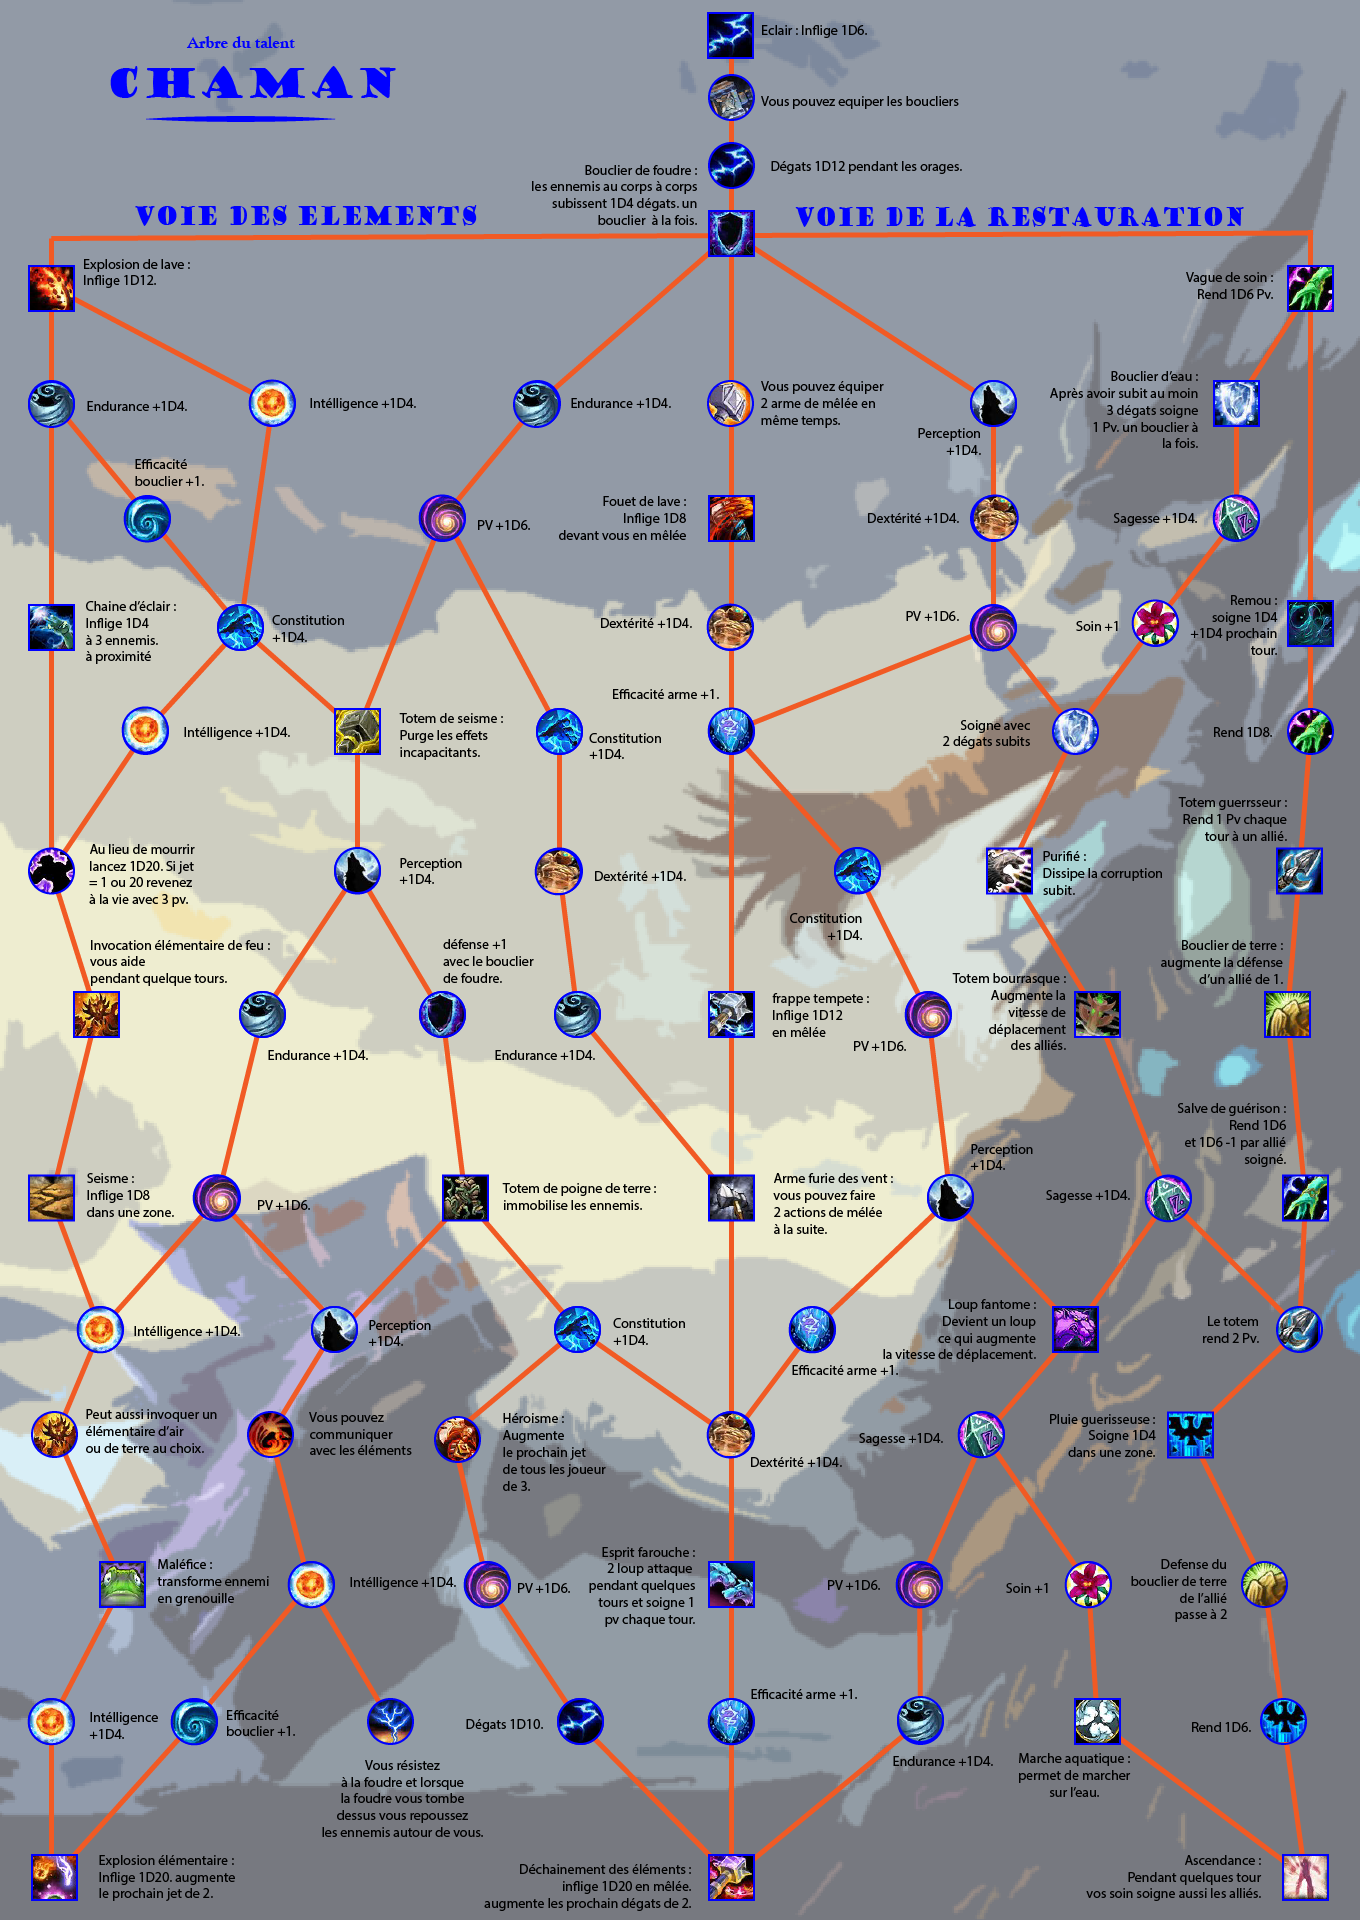 Arbre du talent
CHAMAN
Eclair : Inflige 1D6.
Vous pouvez equiper les boucliers
Dégats 1D12 pendant les orages.
Bouclier de foudre :
les ennemis au corps à corps
subissent 1D4 dégats. un
bouclier à la fois.
VOIE DES ELEMENTS
VOIE DE LA RESTAURATION
Explosion de lave :
Inflige 1D12.
Vague de soin :
Rend 1D6 Pv.
Endurance +1D4.
Intélligence +1D4.
Endurance +1D4.
Vous pouvez équiper
2 arme de mêlée en
même temps.
Perception
+1D4.
Bouclier d'eau :
Après avoir subit au moin
3 dégats soigne
1 Pv. un bouclier à
la fois.
Efficacité
bouclier +1.
PV +1D6.
Fouet de lave :
Inflige 1D8
devant vous en mêlée
Dextérité +1D4.
Sagesse +1D4.
Chaine d'éclair :
Inflige 1D4
à 3 ennemis.
à proximité
Constitution
+1D4.
Dextérité +1D4.
PV +1D6.
Soin +1
Remou :
soigne 1D4
+1D4 prochain
tour.
Intélligence +1D4.
Totem de seisme :
Purge les effets
incapacitants.
Constitution
+1D4.
Efficacité arme +1.
Soigne avec
2 dégats subits
Rend 1D8.
Au lieu de mourrir
lancez 1D20. Si jet
= 1 ou 20 revenez
à la vie avec 3 pv.
Perception
+1D4.
Dextérité +1D4.
Constitution
+1D4.
Purifié :
Dissipe la corruption
subit.
Totem guerrsseur :
Rend 1 Pv chaque
tour à un allié.
Invocation élémentaire de feu :
vous aide
pendant quelque tours.
Endurance +1D4.
défense +1
avec le bouclier
de foudre.
Endurance +1D4.
frappe tempete :
Inflige 1D12
en mêlée
PV +1D6.
Totem bourrasque :
Augmente la
vitesse de
déplacement
des alliés.
Bouclier de terre :
augmente la défense
d'un allié de 1.
Seisme :
Inflige 1D8
dans une zone.
PV +1D6.
Totem de poigne de terre :
immobilise les ennemis.
Arme furie des vent :
vous pouvez faire
2 actions de mélée
à la suite.
Perception
+1D4.
Sagesse +1D4.
Salve de guérison :
Rend 1D6
et 1D6 -1 par allié
soigné.
Intélligence +1D4.
Perception
+1D4.
Constitution
+1D4.
Efficacité arme +1.
Loup fantome :
Devient un loup
ce qui augmente
la vitesse de déplacement.
Le totem
rend 2 Pv.
Peut aussi invoquer un
élémentaire d'air
ou de terre au choix.
Vous pouvez
communiquer
avec les éléments
Héroisme :
Augmente
le prochain jet
de tous les joueur
de 3.
Dextérité +1D4.
Sagesse +1D4.
Pluie guerisseuse :
Soigne 1D4
dans une zone.
Maléfice :
transforme ennemi
en grenouille
Intélligence +1D4.
PV +1D6.
Esprit farouche :
2 loup attaque
pendant quelques
tours et soigne 1
pv chaque tour.
PV +1D6.
Soin +1
Defense du
bouclier de terre
de l'allié
passe à 2
Intélligence
+1D4.
Efficacité
bouclier +1.
Vous résistez
à la foudre et lorsque
la foudre vous tombe
dessus vous repoussez
les ennemis autour de vous.
Dégats 1D10.
Efficacité arme +1.
Endurance +1D4.
Marche aquatique :
permet de marcher
sur l'eau.
Rend 1D6.
Explosion élémentaire :
Inflige 1D20. augmente
le prochain jet de 2.
Déchainement des éléments :
inflige 1D20 en mêlée.
augmente les prochain dégats de 2.
Ascendance :
Pendant quelques tour
vos soin soigne aussi les alliés.